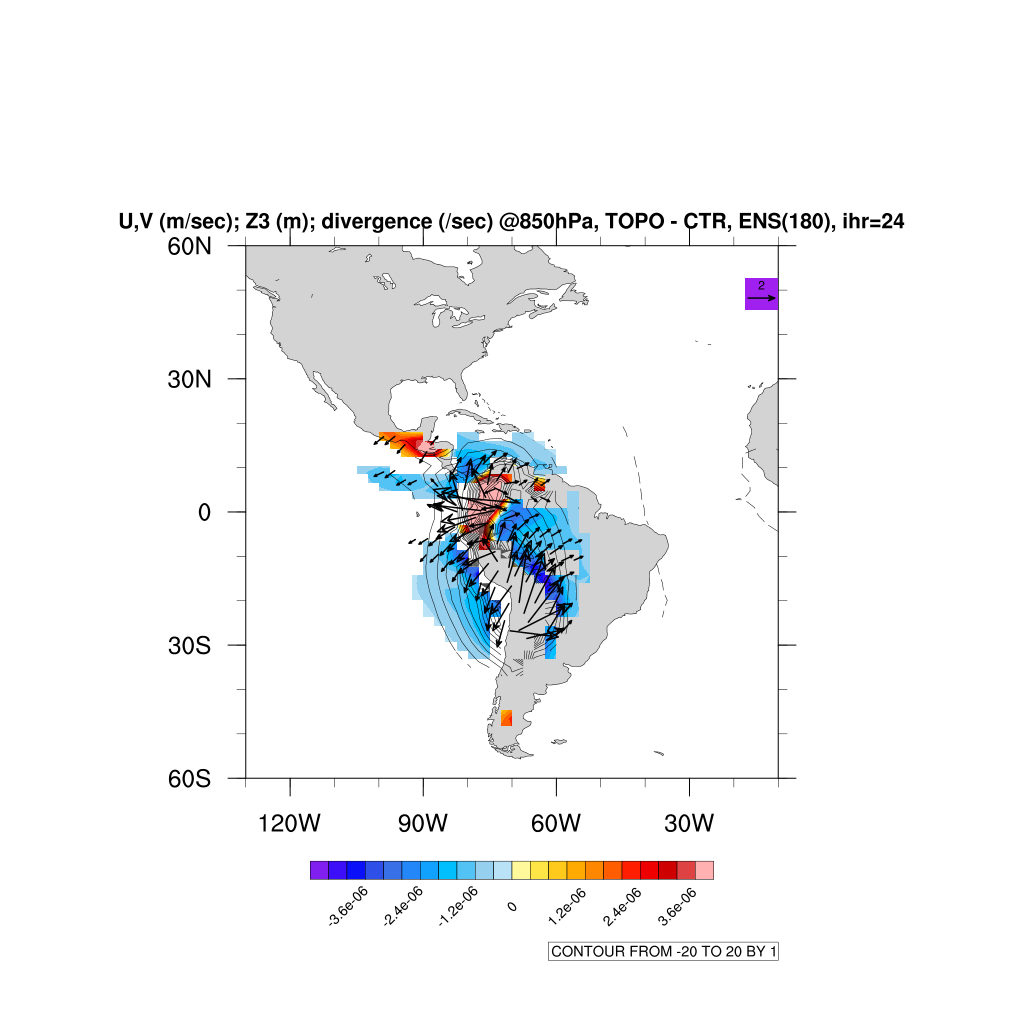 U,V (m/sec); Z3 (m); divergence (/sec) @850hPa, TOPO - CTR, ENS(180), ihr=24
60N
2
30N
0
30S
60S
120W 90W 60W 30W
-3.6e-06 -2.4e-06 -1.2e-06 0 1.2e-06 2.4e-06 3.6e-06
CONTOUR FROM -20 TO 20 BY 1